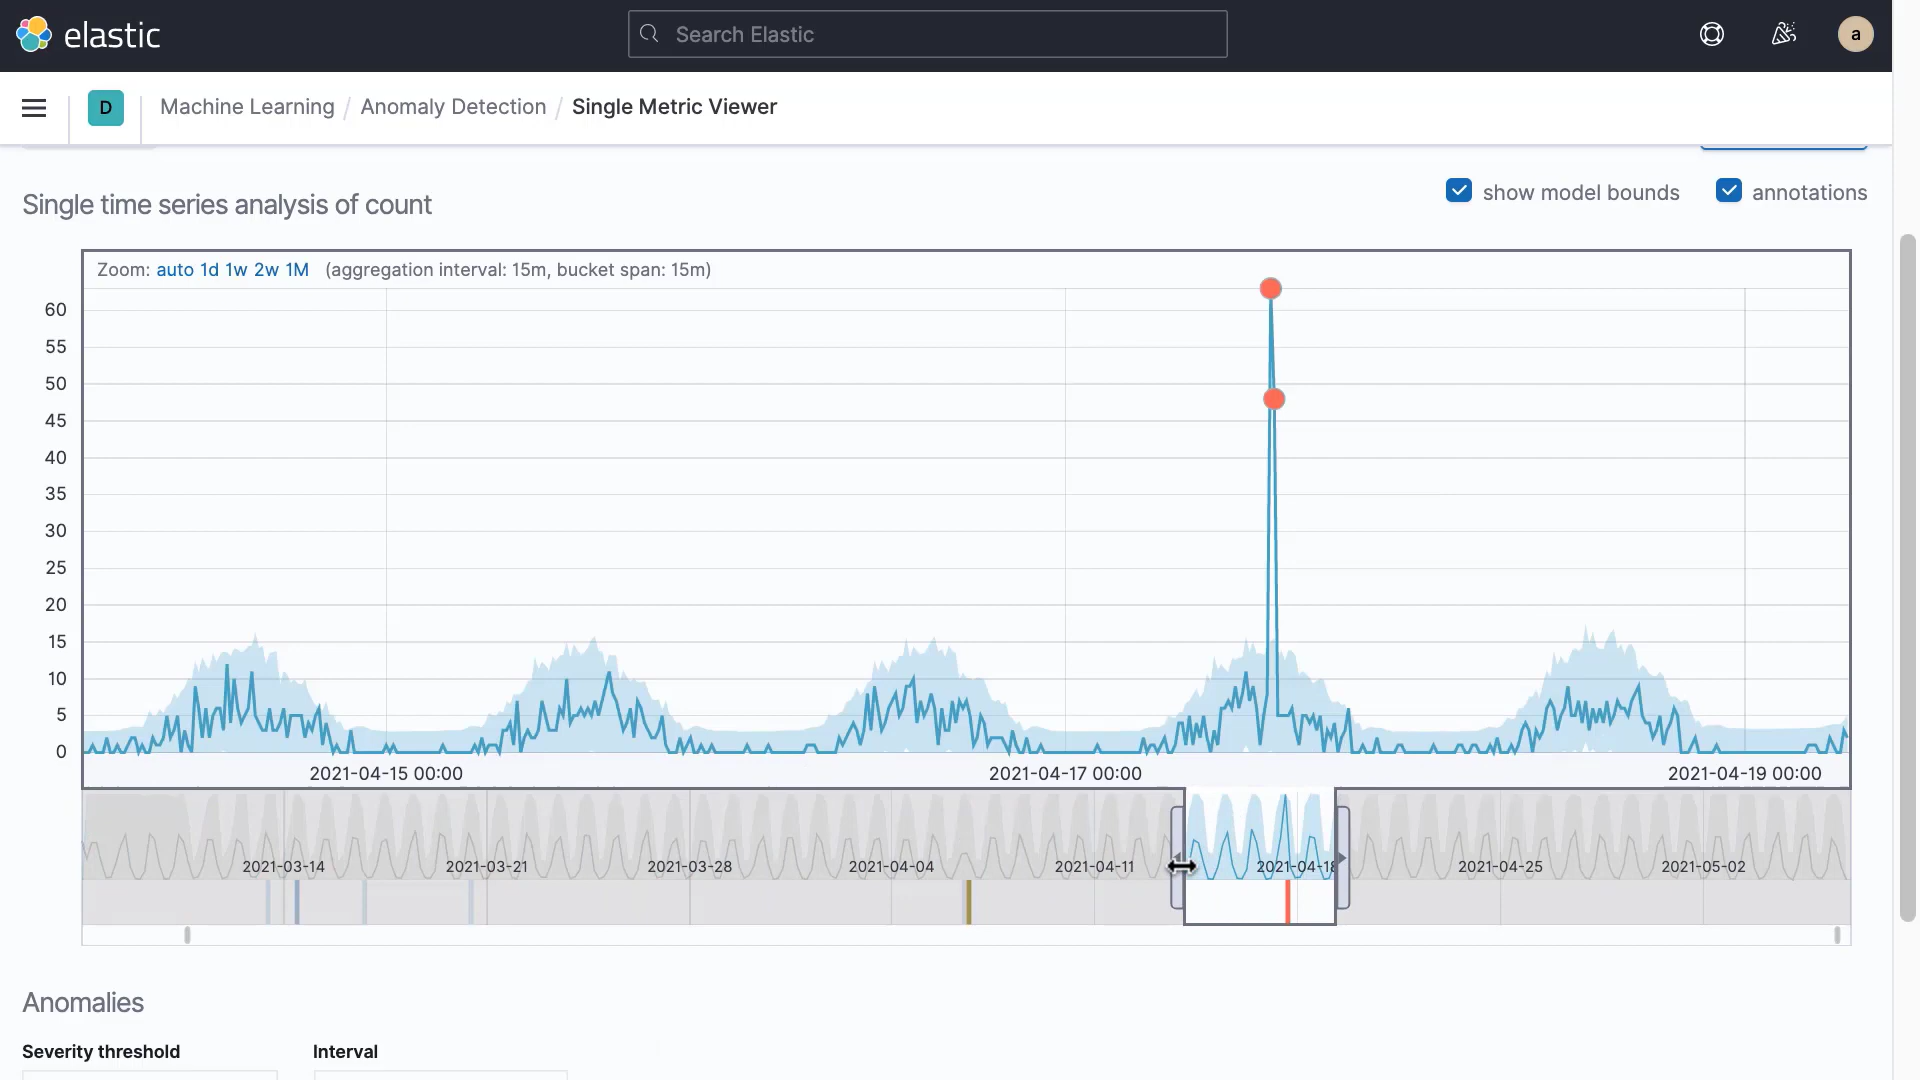 elastic
Search Elastic
a
D
Machine Learning / Anomaly Detection / Single Metric Viewer
Single time series analysis of count
show model bounds
annotations
Zoom: auto 1d 1w 2w 1M (aggregation interval: 15m, bucket span: 15m)
60
55
50
45
40
35
30
25
20
15
10
5
0
2021-04-15 00:00
2021-04-17 00:00
2021-04-19 00:00
2021-03-14
2021-03-21
2021-03-28
2021-04-04
2021-04-11
2021-04-18
2021-04-25
2021-05-02
Anomalies
Severity threshold
Interval